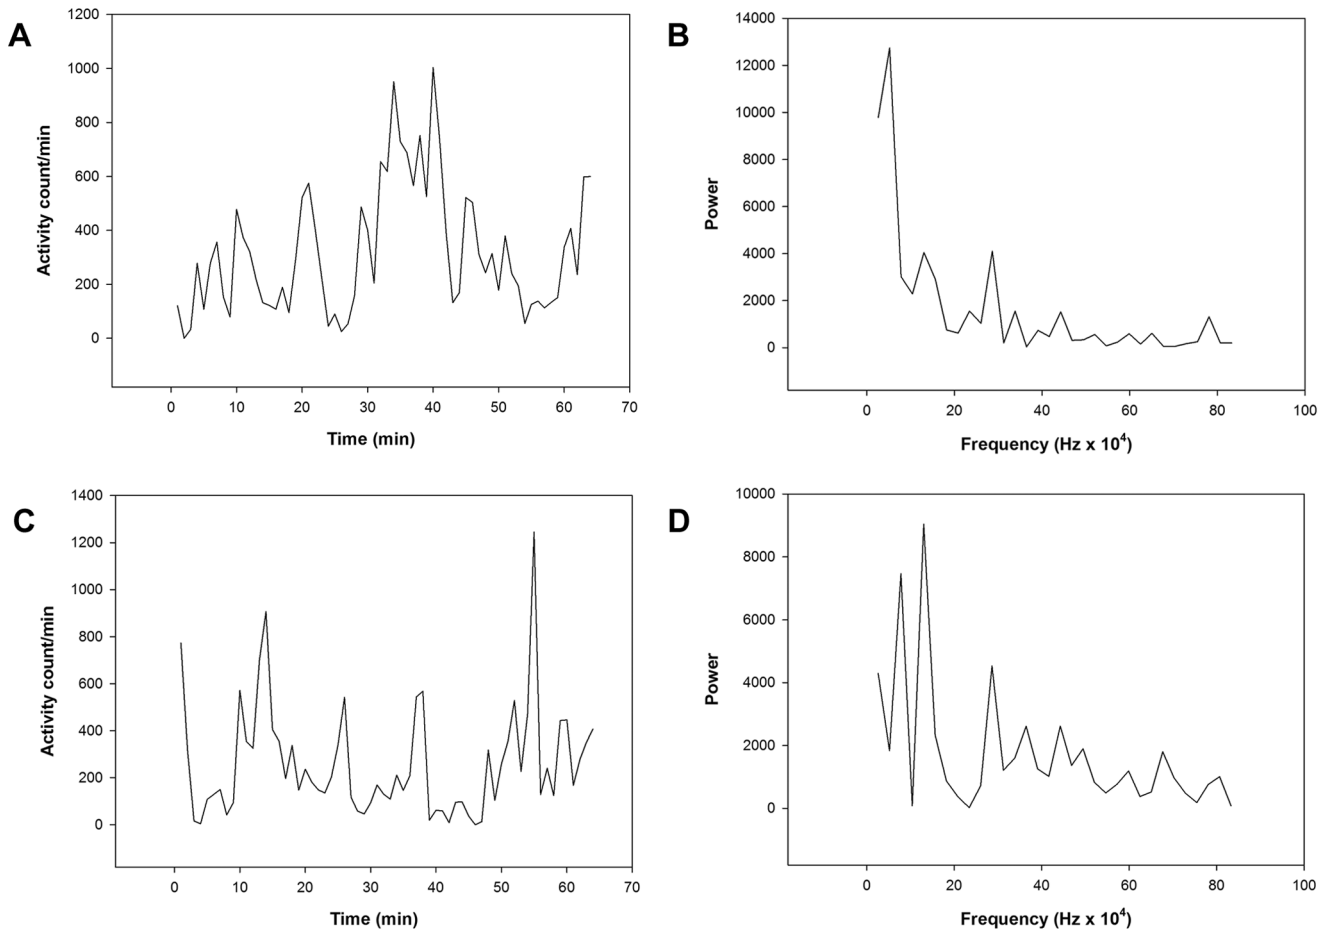 A
Activity count/min
1200
1000
800
600
400
200
0
0 10 20 30 40 50 60 70
Time (min)
B
Power
14000
12000
10000
8000
6000
4000
2000
0
0 20 40 60 80 100
Frequency (Hz x 10⁴)
C
Activity count/min
1400
1200
1000
800
600
400
200
0
0 10 20 30 40 50 60 70
Time (min)
D
Power
10000
8000
6000
4000
2000
0
0 20 40 60 80 100
Frequency (Hz x 10⁴)